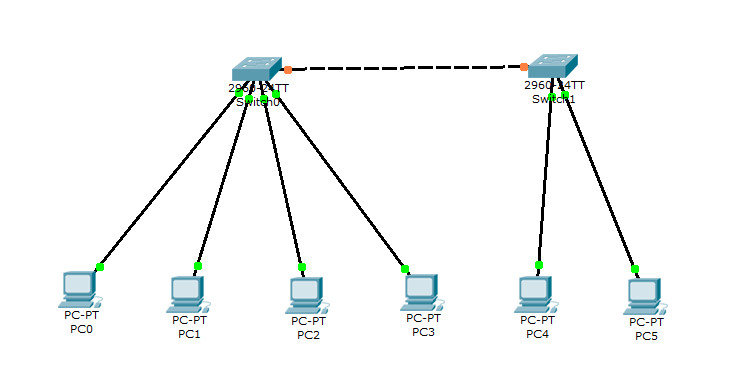 2960-24TT
Switch0
2960-24TT
Switch1
PC-PT
PC0
PC-PT
PC1
PC-PT
PC2
PC-PT
PC3
PC-PT
PC4
PC-PT
PC5